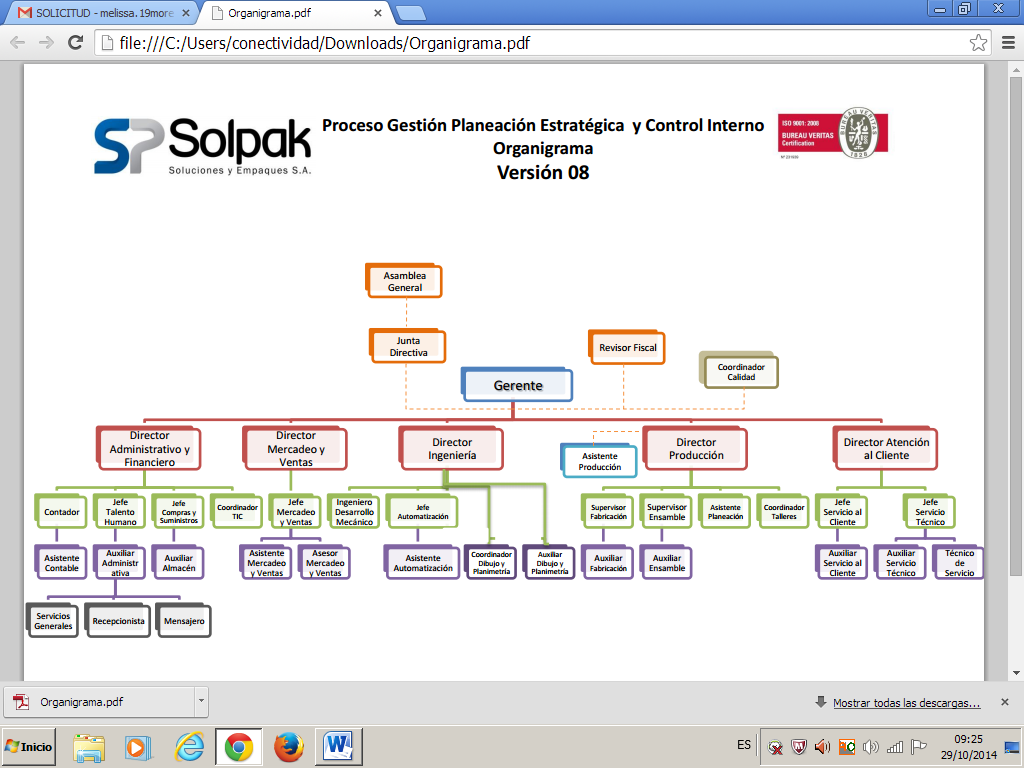 SOLICITUD - melissa.19more
Organigrama.pdf
file:///C:/Users/conectividad/Downloads/Organigrama.pdf
SP Solpak
Soluciones y Empaques S.A.
Proceso Gestión Planeación Estratégica y Control Interno
Organigrama
Versión 08
ISO 9001: 2008
BUREAU VERITAS
Certification
BUREAU VERITAS
1828
Asamblea
General
Junta
Directiva
Revisor Fiscal
Coordinador
Calidad
Gerente
Director
Administrativo y
Financiero
Director
Mercadeo y
Ventas
Director
Ingeniería
Asistente
Producción
Director
Producción
Director Atención
al Cliente
Contador
Jefe
Talento
Humano
Jefe
Compras y
Suministros
Coordinador
TIC
Jefe
Mercadeo
y Ventas
Ingeniero
Desarrollo
Mecánico
Jefe
Automatización
Supervisor
Fabricación
Supervisor
Ensamble
Asistente
Planeación
Coordinador
Talleres
Jefe
Servicio al
Cliente
Jefe
Servicio
Técnico
Asistente
Contable
Auxiliar
Administr
ativa
Auxiliar
Almacén
Asistente
Mercadeo
y Ventas
Asesor
Mercadeo
y Ventas
Asistente
Automatización
Coordinador
Dibujo y
Planimetría
Auxiliar
Dibujo y
Planimetría
Auxiliar
Fabricación
Auxiliar
Ensamble
Auxiliar
Servicio al
Cliente
Auxiliar
Servicio
Técnico
Técnico
de
Servicio
Servicios
Generales
Recepcionista
Mensajero
Organigrama.pdf
Mostrar todas las descargas...
Inicio
ES
09:25
29/10/2014